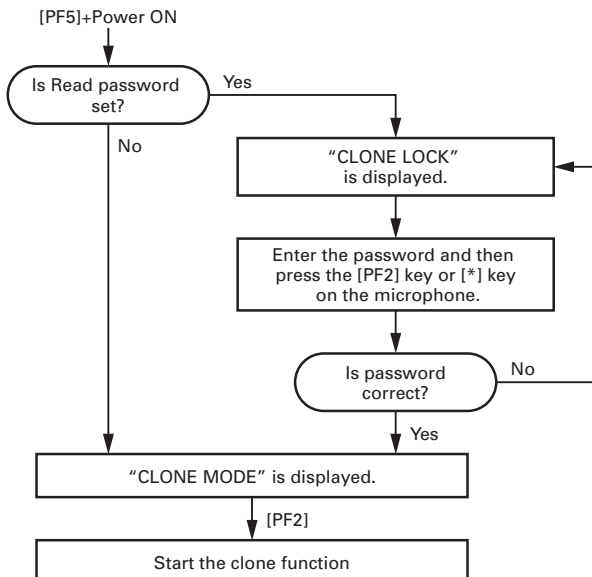 [PF5]+Power ON
Is Read password
set?
Yes
No
“CLONE LOCK”
is displayed.
Enter the password and then
press the [PF2] key or [*] key
on the microphone.
Is password
correct?
No
Yes
“CLONE MODE” is displayed.
[PF2]
Start the clone function